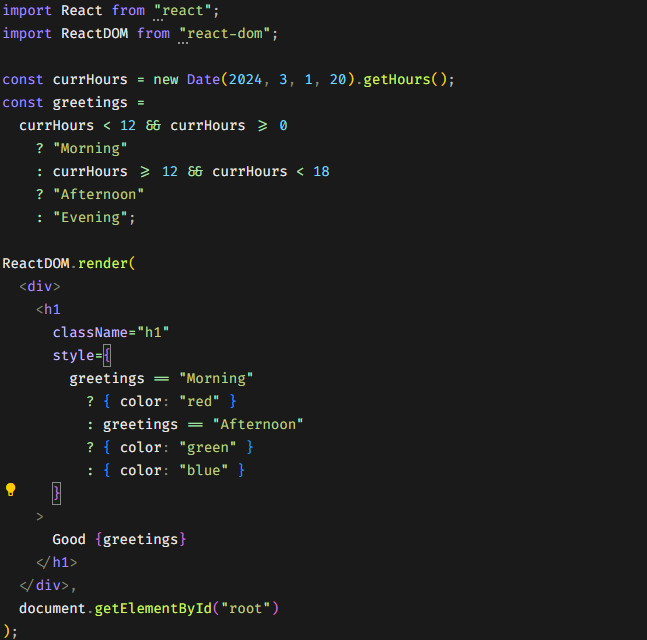 import React from "react";
import ReactDOM from "react-dom";

const currHours = new Date(2024, 3, 1, 20).getHours();
const greetings =
  currHours < 12 && currHours >= 0
    ? "Morning"
    : currHours >= 12 && currHours < 18
    ? "Afternoon"
    : "Evening";

ReactDOM.render(
  <div>
    <h1
      className="h1"
      style={
        greetings == "Morning"
          ? { color: "red" }
          : greetings == "Afternoon"
          ? { color: "green" }
          : { color: "blue" }
      }
    >
      Good {greetings}
    </h1>
  </div>,
  document.getElementById("root")
);